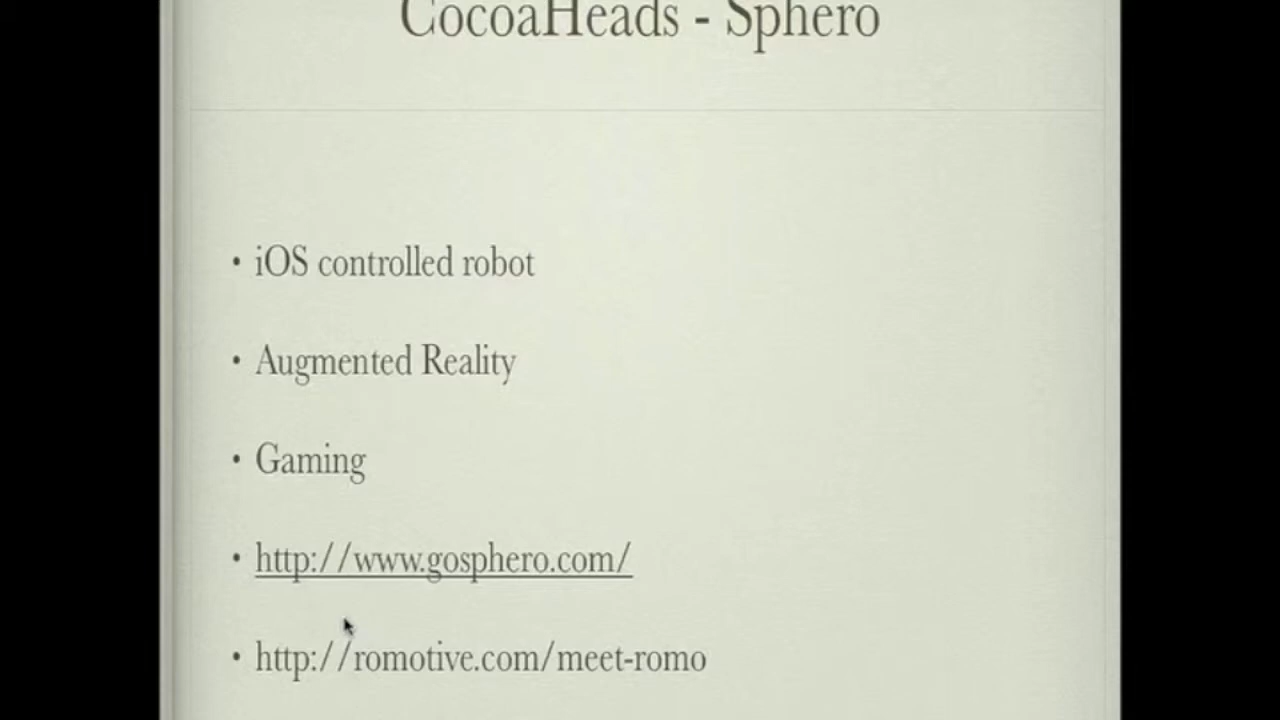 CocoaHeads - Sphero
• iOS controlled robot
• Augmented Reality
• Gaming
• http://www.gosphero.com/
• http://romotive.com/meet-romo